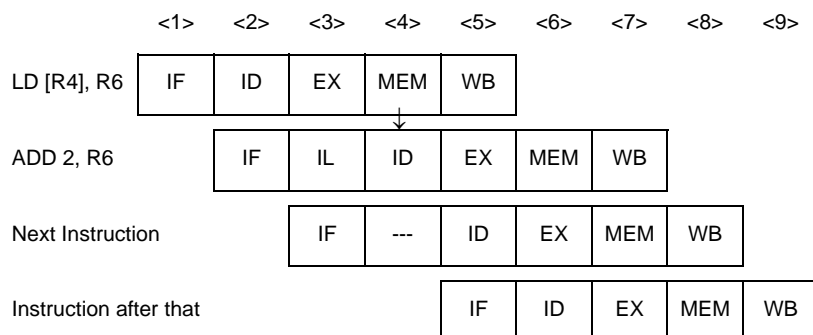 <1> <2> <3> <4> <5> <6> <7> <8> <9>
LD [R4], R6 IF ID EX MEM WB
↓
ADD 2, R6 IF IL ID EX MEM WB
Next Instruction IF --- ID EX MEM WB
Instruction after that IF ID EX MEM WB